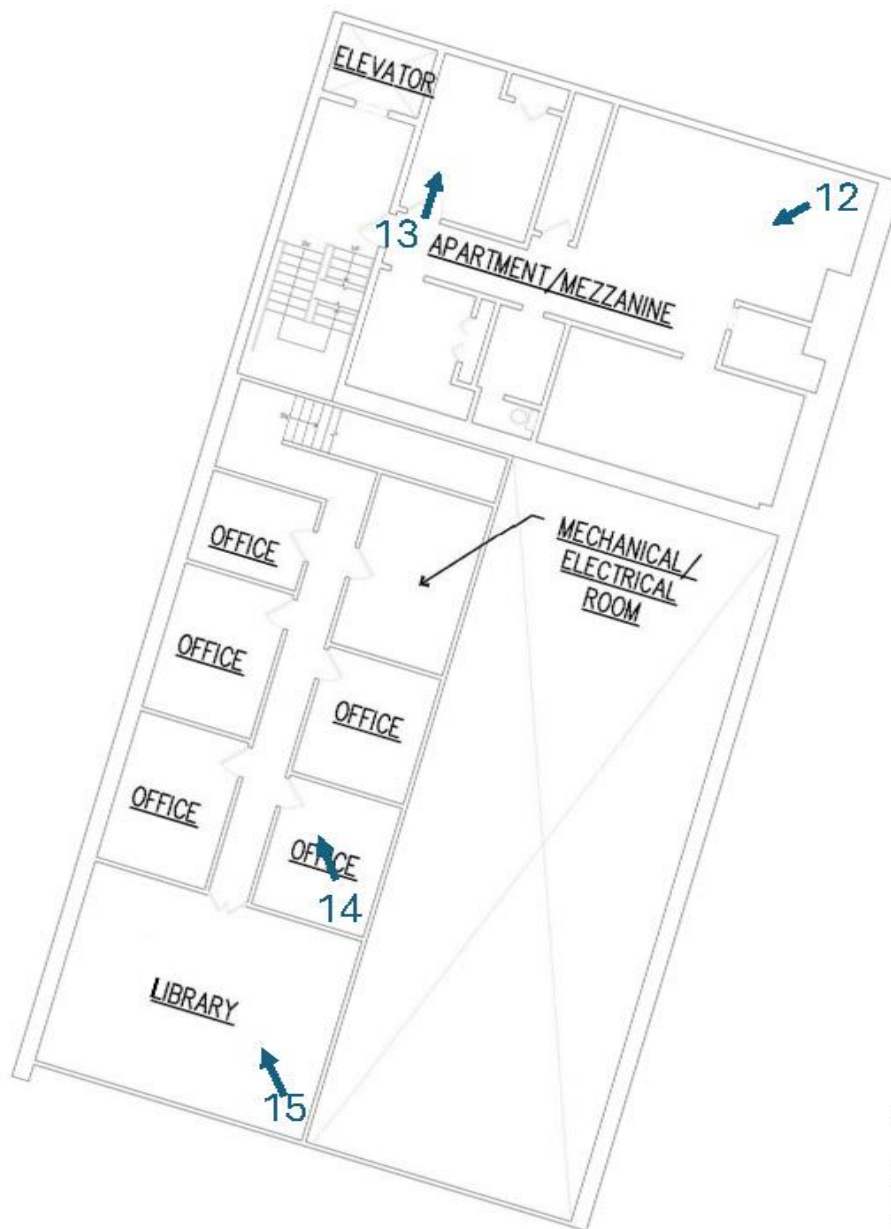 ELEVATOR
12
13
APARTMENT/MEZZANINE
MECHANICAL/
ELECTRICAL
ROOM
OFFICE
OFFICE
OFFICE
OFFICE
OFFICE
14
LIBRARY
15